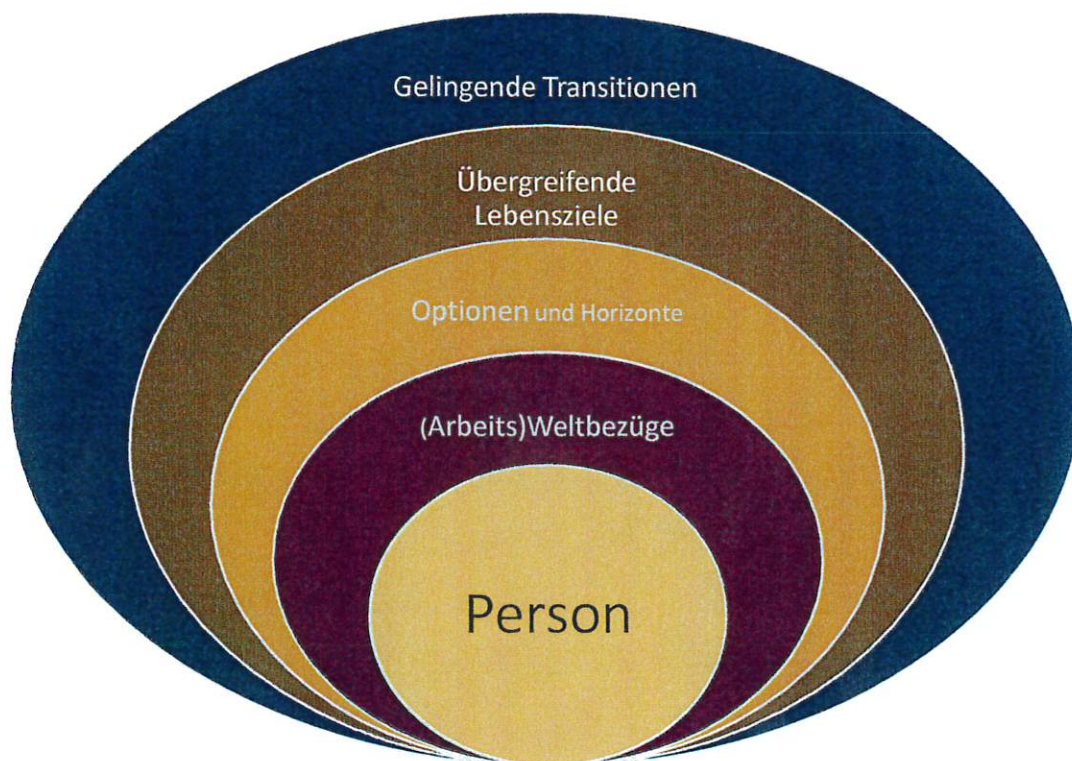 Gelingende Transitionen
Übergreifende
Lebensziele
Optionen und Horizonte
(Arbeits)Weltbezüge
Person